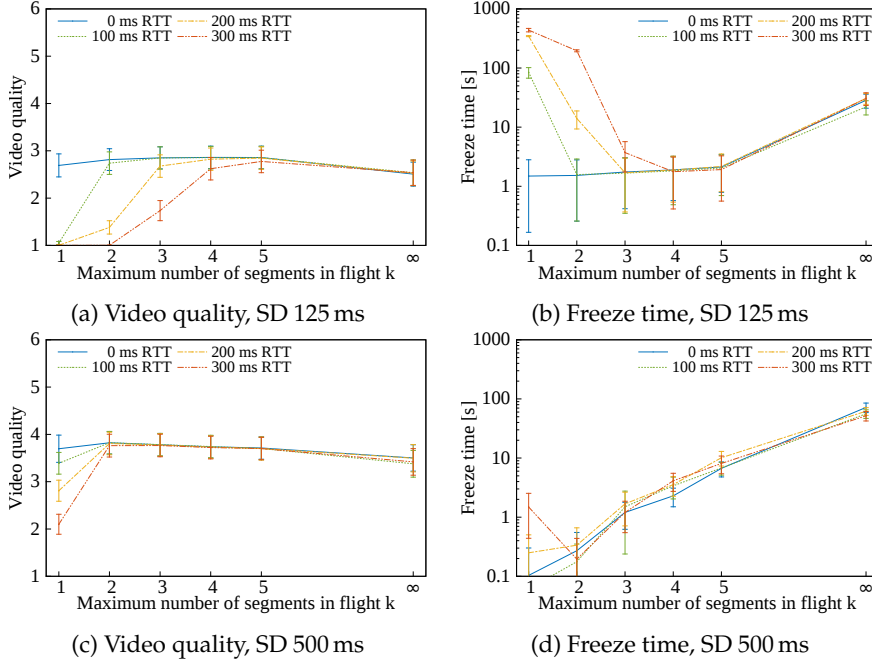 6
5
4
3
2
1
Video quality
0 ms RTT
100 ms RTT
200 ms RTT
300 ms RTT
1 2 3 4 5 ∞
Maximum number of segments in flight k
(a) Video quality, SD 125 ms
1000
100
10
1
0.1
Freeze time [s]
0 ms RTT
100 ms RTT
200 ms RTT
300 ms RTT
1 2 3 4 5 ∞
Maximum number of segments in flight k
(b) Freeze time, SD 125 ms
6
5
4
3
2
1
Video quality
0 ms RTT
100 ms RTT
200 ms RTT
300 ms RTT
1 2 3 4 5 ∞
Maximum number of segments in flight k
(c) Video quality, SD 500 ms
1000
100
10
1
0.1
Freeze time [s]
0 ms RTT
100 ms RTT
200 ms RTT
300 ms RTT
1 2 3 4 5 ∞
Maximum number of segments in flight k
(d) Freeze time, SD 500 ms